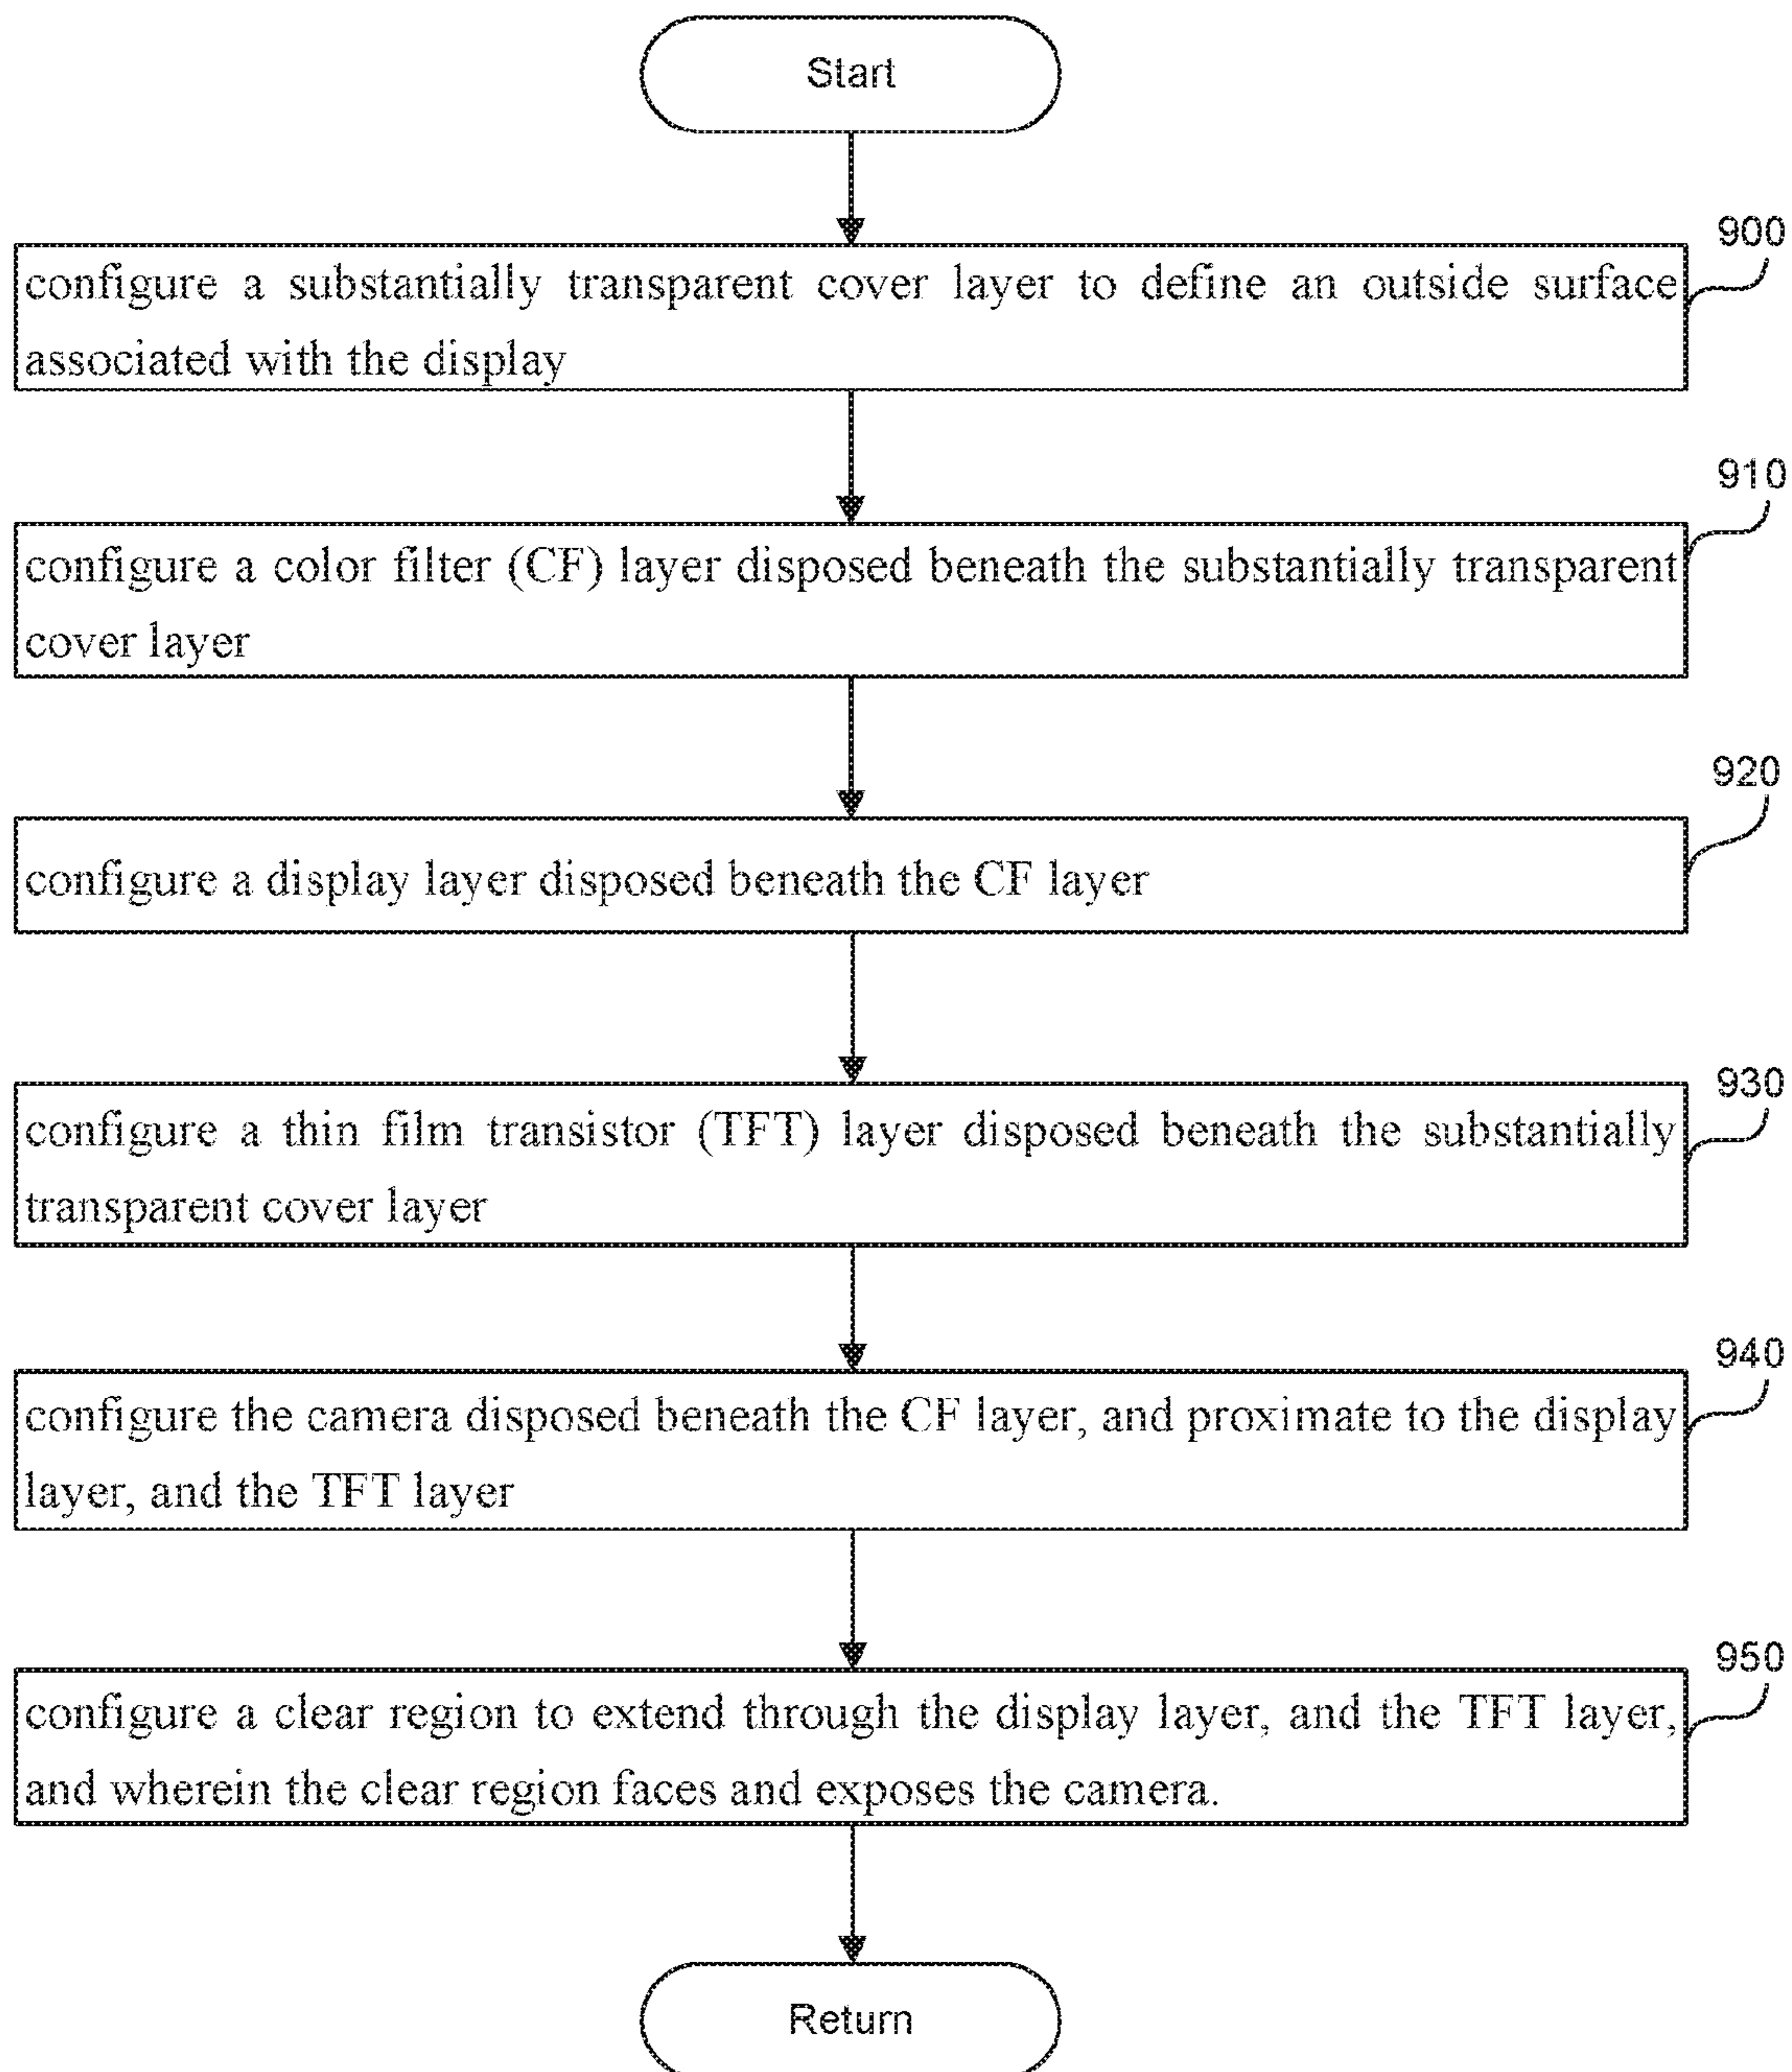 Start
900
configure a substantially transparent cover layer to define an outside surface
associated with the display
910
configure a color filter (CF) layer disposed beneath the substantially transparent
cover layer
920
configure a display layer disposed beneath the CF layer
930
configure a thin film transistor (TFT) layer disposed beneath the substantially
transparent cover layer
940
configure the camera disposed beneath the CF layer, and proximate to the display
layer, and the TFT layer
950
configure a clear region to extend through the display layer, and the TFT layer,
and wherein the clear region faces and exposes the camera.
Return